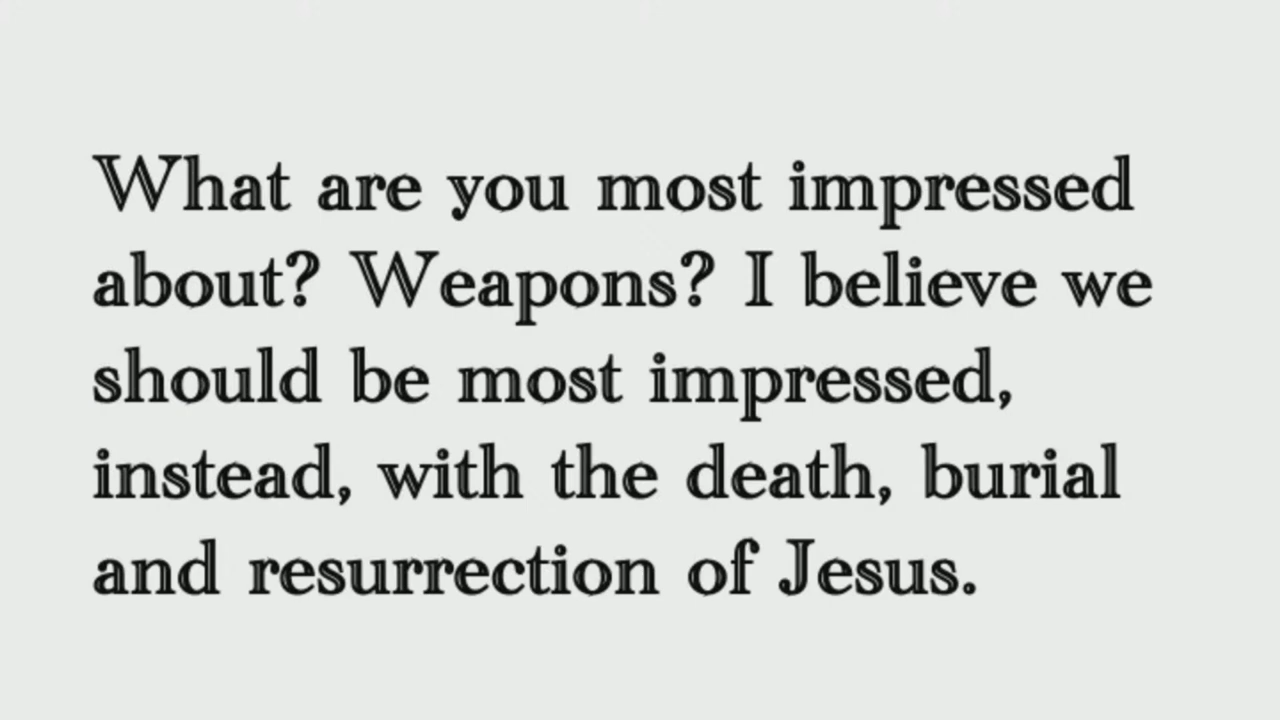 What are you most impressed
about? Weapons? I believe we
should be most impressed,
instead, with the death, burial
and resurrection of Jesus.